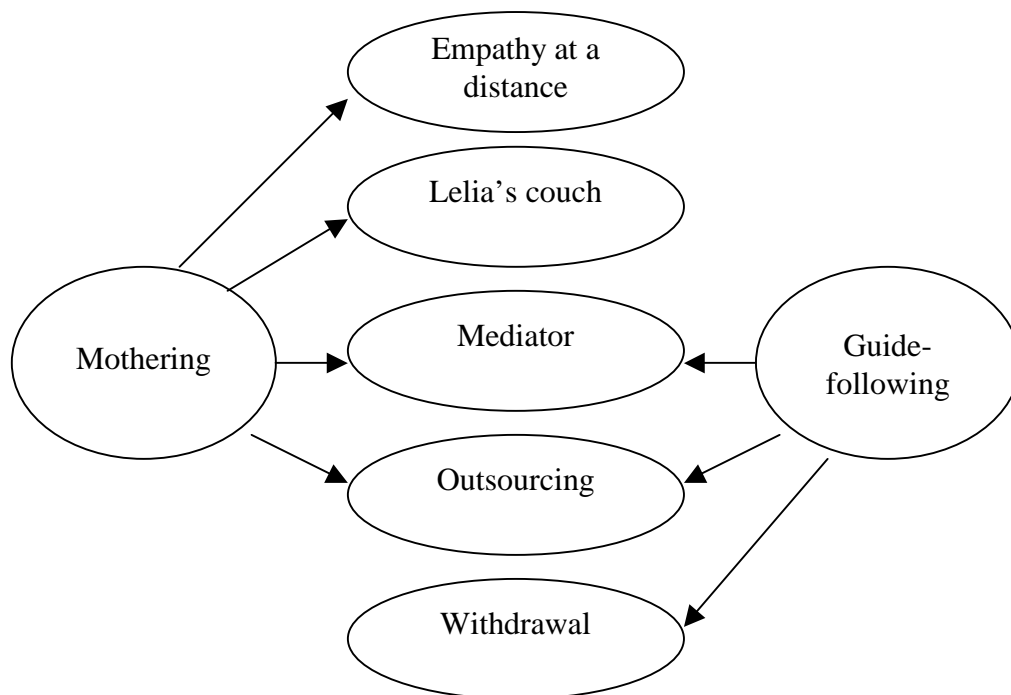 Empathy at a
distance
Lelia’s couch
Mothering
Mediator
Guide-
following
Outsourcing
Withdrawal